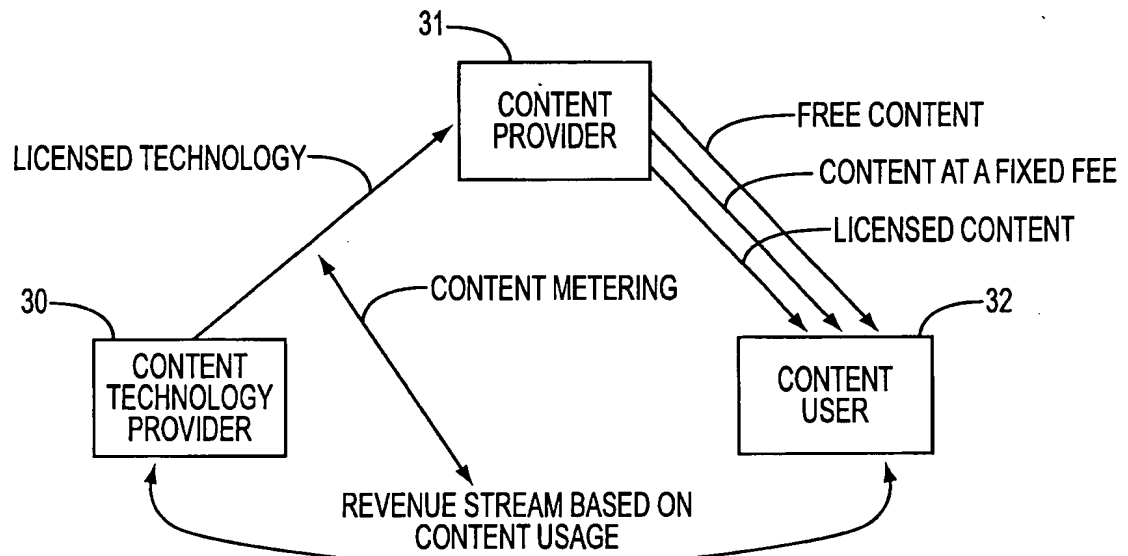 31
CONTENT
PROVIDER
FREE CONTENT
LICENSED TECHNOLOGY
CONTENT AT A FIXED FEE
LICENSED CONTENT
CONTENT METERING
30
32
CONTENT
TECHNOLOGY
PROVIDER
CONTENT
USER
REVENUE STREAM BASED ON
CONTENT USAGE